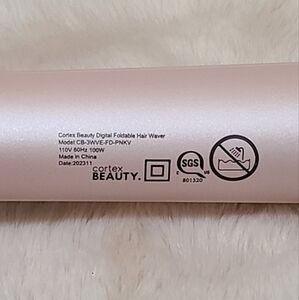 Cortex Beauty Digital Foldable Hair Waver
Model:CB-3WVE-FD-PNKV
110V 60Hz 100W
Made in China
Date:202311
cortex
BEAUTY.
SGS
C US
801320